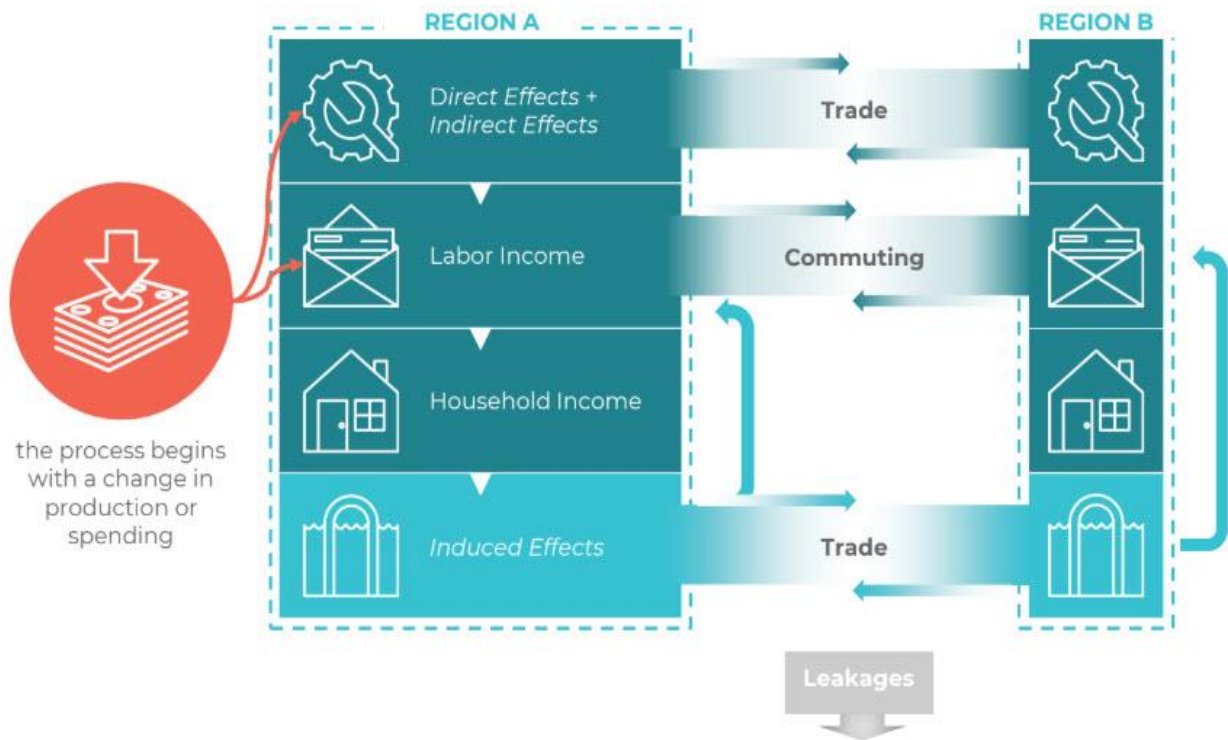 REGION A
REGION B
Direct Effects +
Indirect Effects
Trade
Labor Income
Commuting
Household Income
the process begins
with a change in
production or
spending
Induced Effects
Trade
Leakages